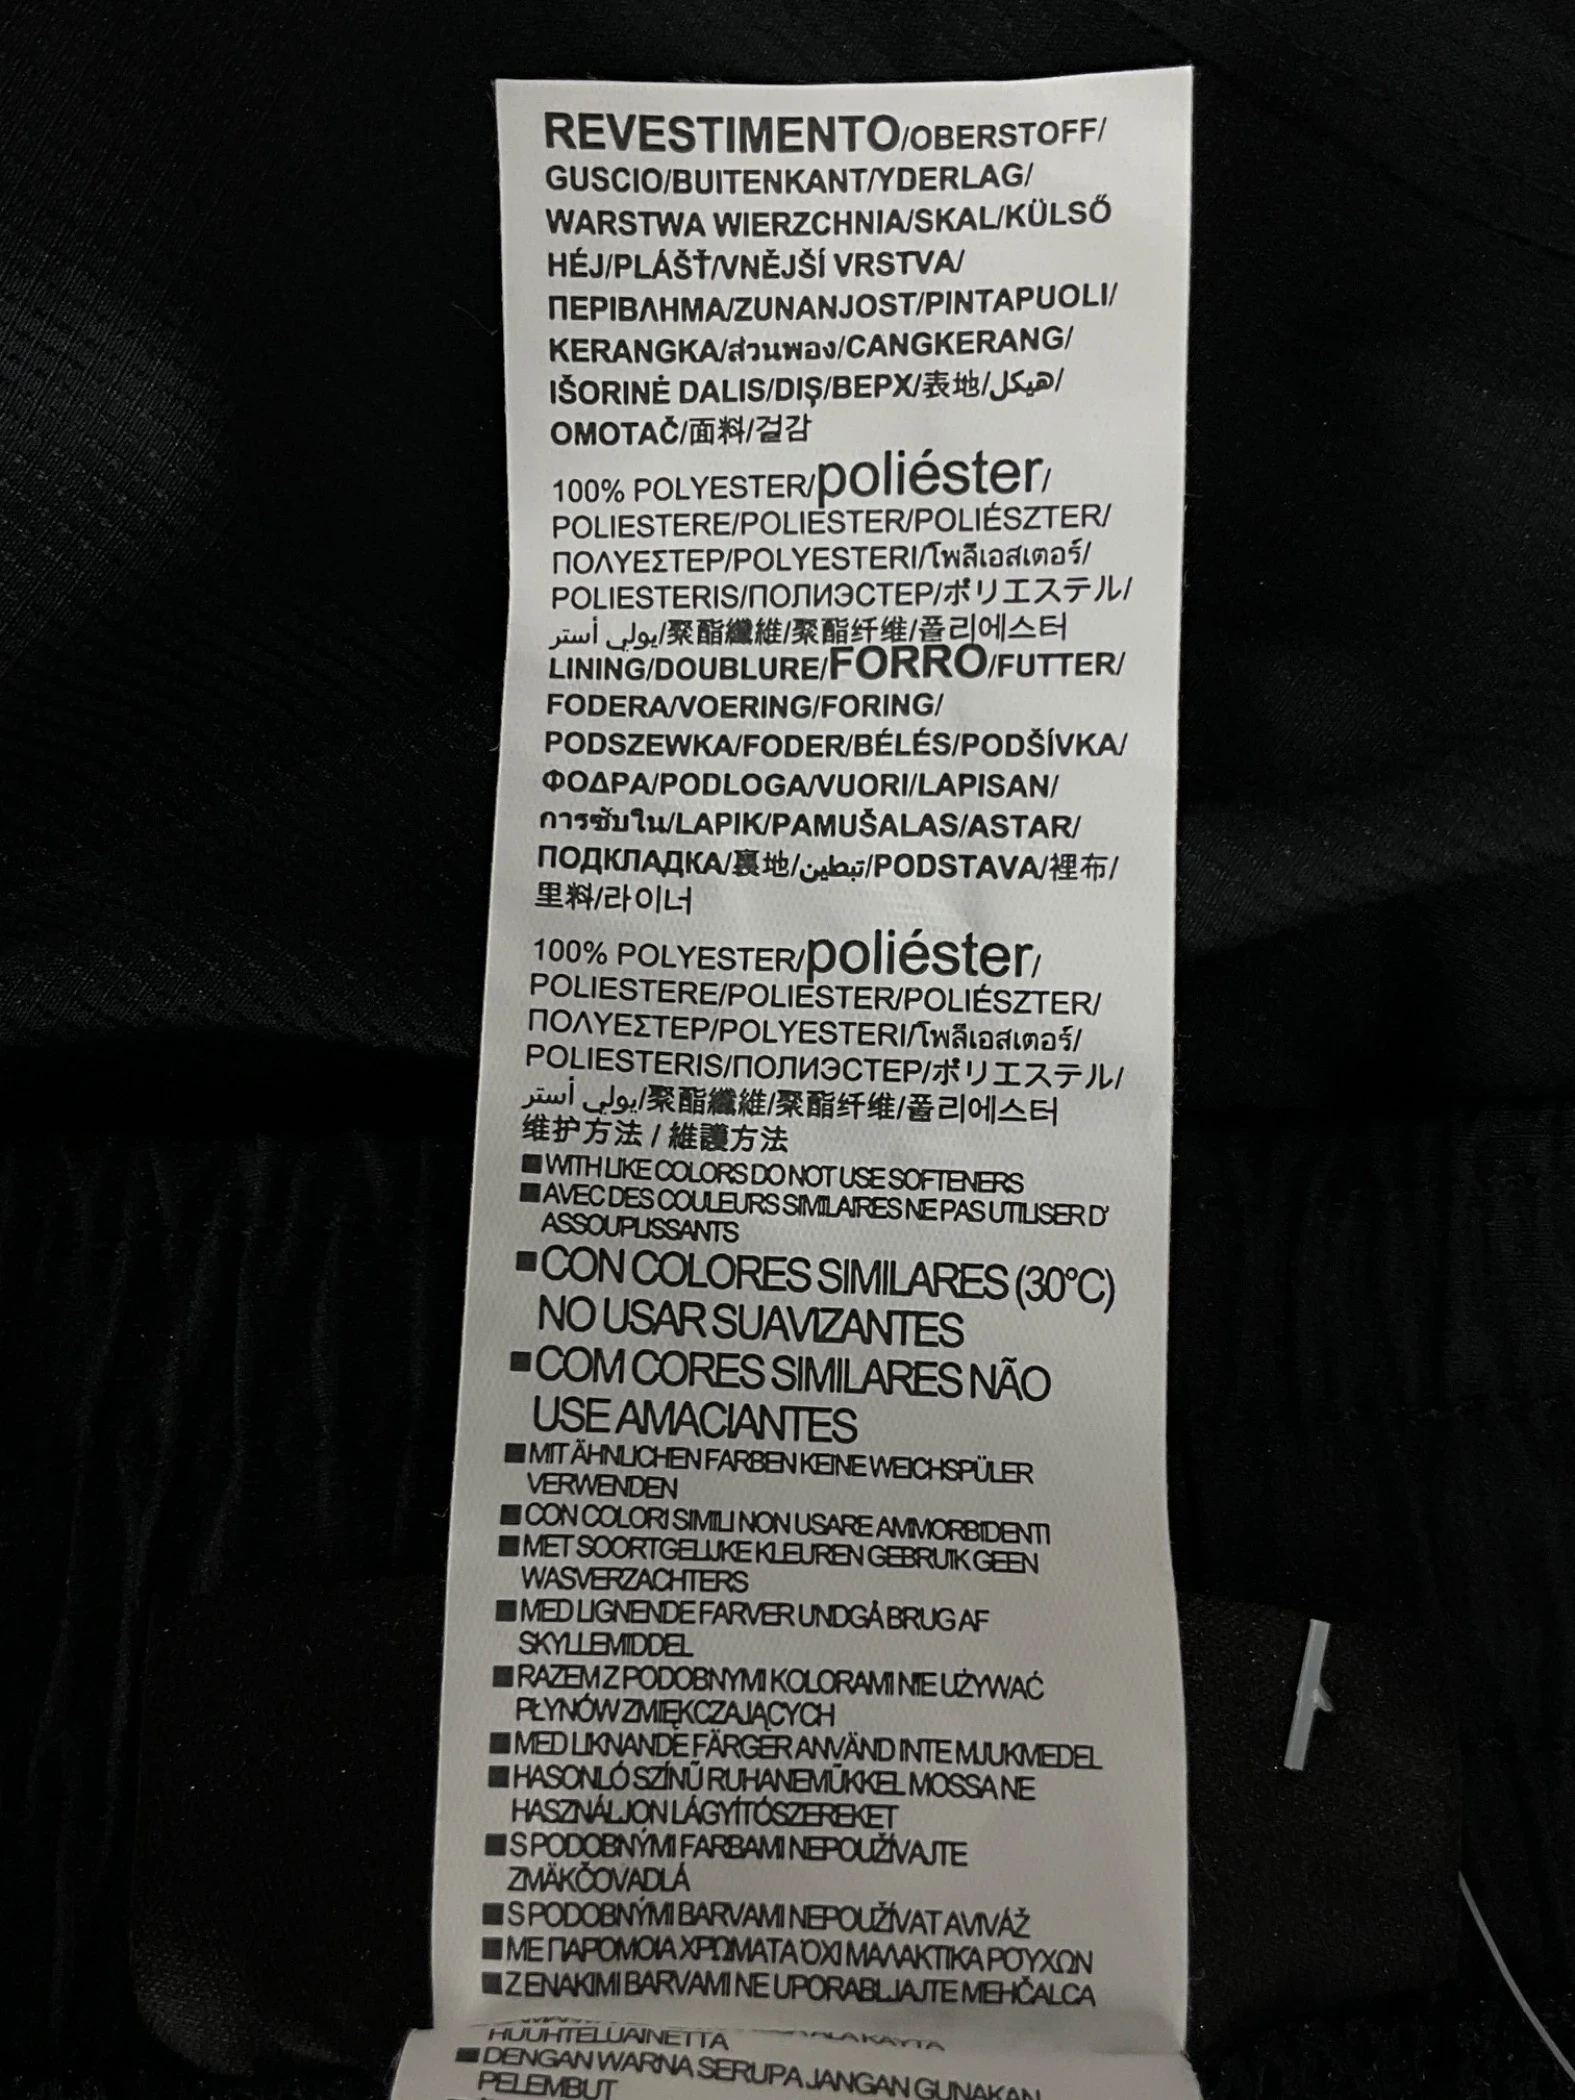 REVESTIMENTO/OBERSTOFF/
GUSCIO/BUITENKANT/YDERLAG/
WARSTWA WIERZCHNIA/SKAL/KÜLSŐ
HÉJ/PLÁŠŤ/VNĚJŠÍ VRSTVA/
ΠΕΡΙΒΛΗΜΑ/ZUNANJOST/PINTAPUOLI/
KERANGKA/ส่วนพอง/CANGKERANG/
IŠORINĖ DALIS/DIŞ/ВЕРХ/表地/هيكل/
OMOTAČ/面料/걸감
100% POLYESTER/poliéster/
POLIESTERE/POLIESTER/POLIÉSZTER/
ΠΟΛΥΕΣΤΕΡ/POLYESTERI/โพลีเอสเตอร์/
POLIESTERIS/ПОЛИЭСТЕР/ポリエステル/
يولي أستر/聚酯纖維/聚酯纤维/폴리에스터
LINING/DOUBLURE/FORRO/FUTTER/
FODERA/VOERING/FORING/
PODSZEWKA/FODER/BÉLÉS/PODŠÍVKA/
ΦΟΔΡΑ/PODLOGA/VUORI/LAPISAN/
การซับใน/LAPIK/PAMUŠALAS/ASTAR/
ПОДКЛАДКА/裏地/تبطين/PODSTAVA/裡布/
里料/라이너
100% POLYESTER/poliéster/
POLIESTERE/POLIESTER/POLIÉSZTER/
ΠΟΛΥΕΣΤΕΡ/POLYESTERI/โพลีเอสเตอร์/
POLIESTERIS/ПОЛИЭСТЕР/ポリエステル/
يولي أستر/聚酯纖維/聚酯纤维/폴리에스터
维护方法 / 維護方法
■WITH LIKE COLORS DO NOT USE SOFTENERS
■AVEC DES COULEURS SIMILAIRES NE PAS UTILISER D'
ASSOUPLISSANTS
■CON COLORES SIMILARES (30°C)
NO USAR SUAVIZANTES
■COM CORES SIMILARES NÃO
USE AMACIANTES
■MIT ÄHNLICHEN FARBEN KEINE WEICHSPÜLER
VERWENDEN
■CON COLORI SIMILI NON USARE AMMORBIDENTI
■MET SOORTGELIJKE KLEUREN GEBRUIK GEEN
WASVERZACHTERS
■MED LIGNENDE FARVER UNDGÅ BRUG AF
SKYLLEMIDDEL
■RAZEM Z PODOBNYMI KOLORAMI NIE UŻYWAĆ
PŁYNÓW ZMIĘKCZAJĄCYCH
■MED LIKNANDE FÄRGER ANVÄND INTE MJUKMEDEL
■HASONLÓ SZÍNŰ RUHANEMŰKKEL MOSSA NE
HASZNÁLJON LÁGYÍTÓSZEREKET
■S PODOBNÝMI FARBAMI NEPOUŽÍVAJTE
ZMÄKČOVADLÁ
■S PODOBNÝMI BARVAMI NEPOUŽÍVAT AVIVÁŽ
■ΜΕ ΠΑΡΟΜΟΙΑ ΧΡΩΜΑΤΑ ΌΧΙ ΜΑΛΑΚΤΙΚΑ ΡΟΥΧΩΝ
■Z ENAKIMI BARVAMI NE UPORABLJAJTE MEHČALCA
HUUHTELUAINETTA
■DENGAN WARNA SERUPA JANGAN GUNAKAN
PELEMBUT